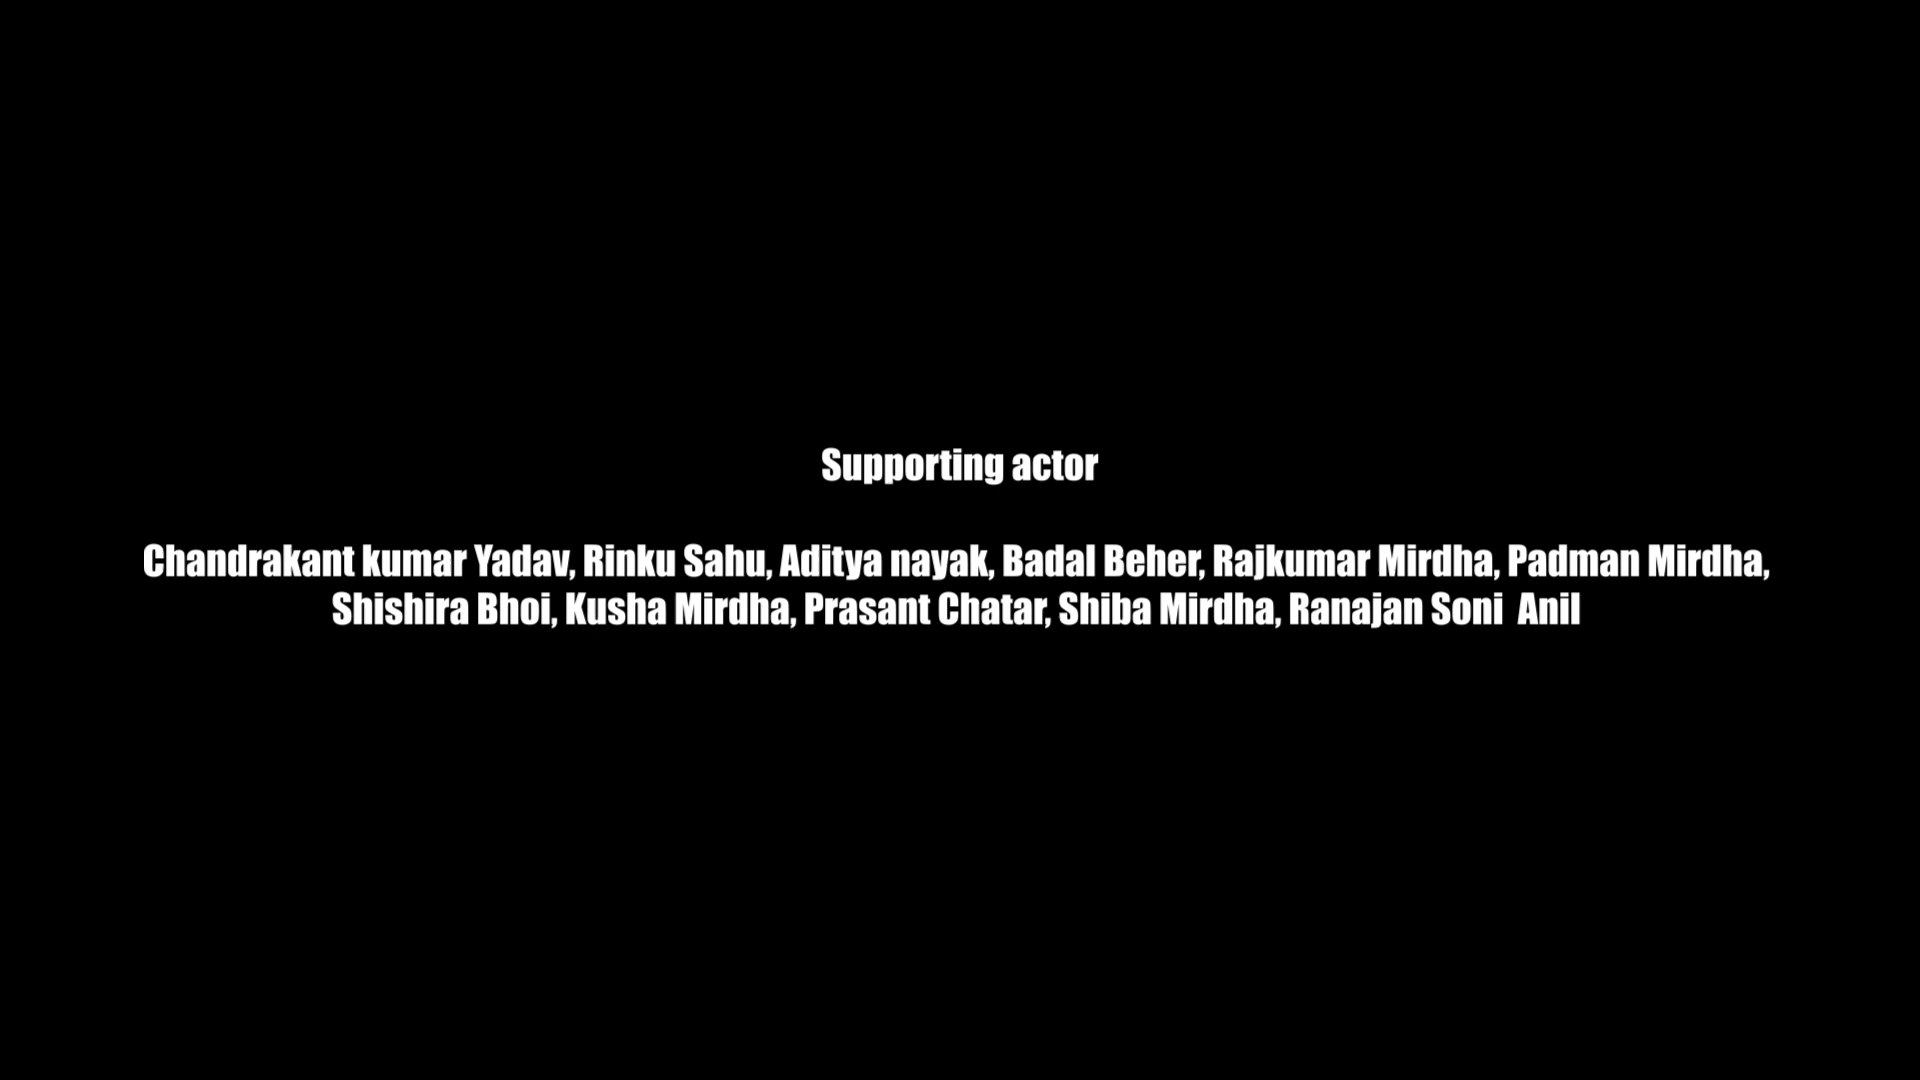 Supporting actor
Chandrakant kumar Yadav, Rinku Sahu, Aditya nayak, Badal Beher, Rajkumar Mirdha, Padman Mirdha,
Shishira Bhoi, Kusha Mirdha, Prasant Chatar, Shiba Mirdha, Ranajan Soni  Anil